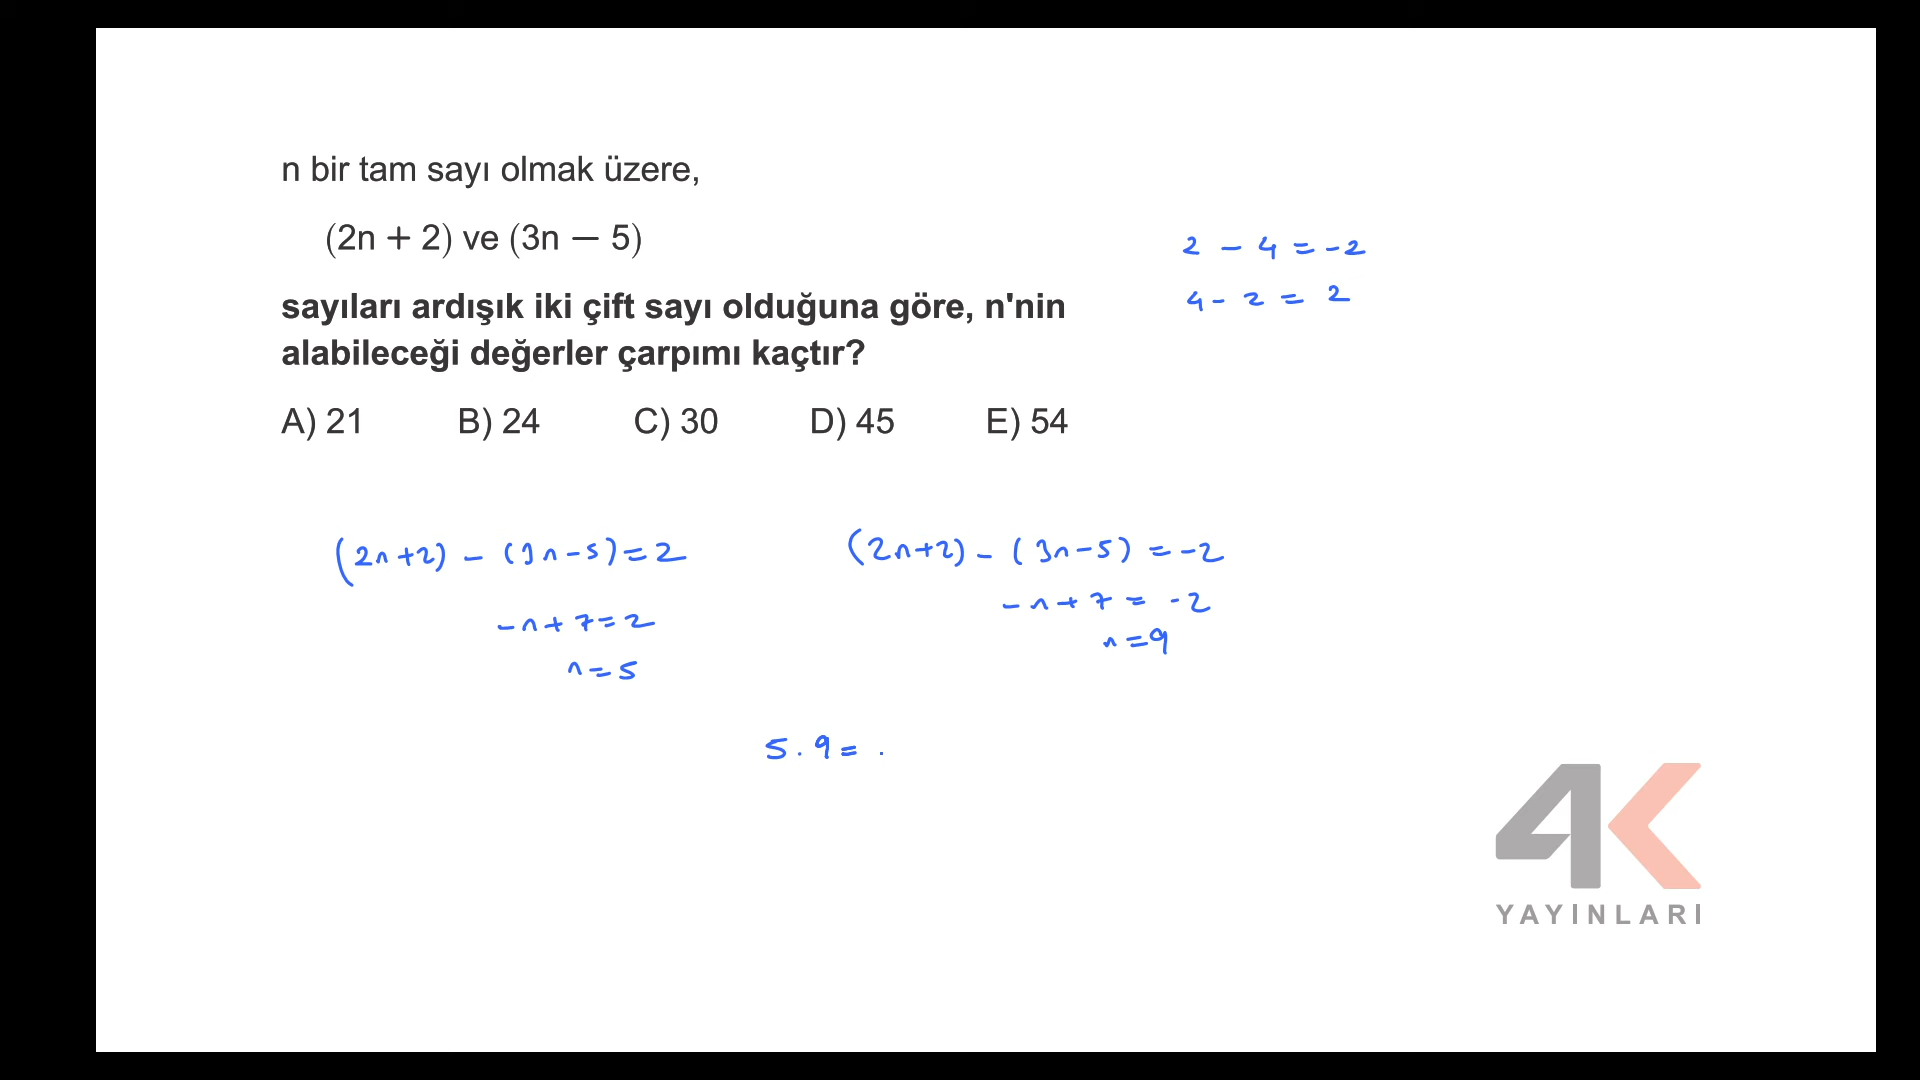 n bir tam sayı olmak üzere,
(2n + 2) ve (3n — 5)
sayıları ardışık iki çift sayı olduğuna göre, n'nin
alabileceği değerler çarpımı kaçtır?
A) 21 B) 24 C) 30 D) 45 E) 54
2 - 4 = -2
4 - 2 = 2
(2n+2) - (3n-5) = 2
-n + 7 = 2
n = 5
(2n+2) - (3n-5) = -2
-n + 7 = -2
n = 9
5 . 9 = .
4K
YAYINLARI